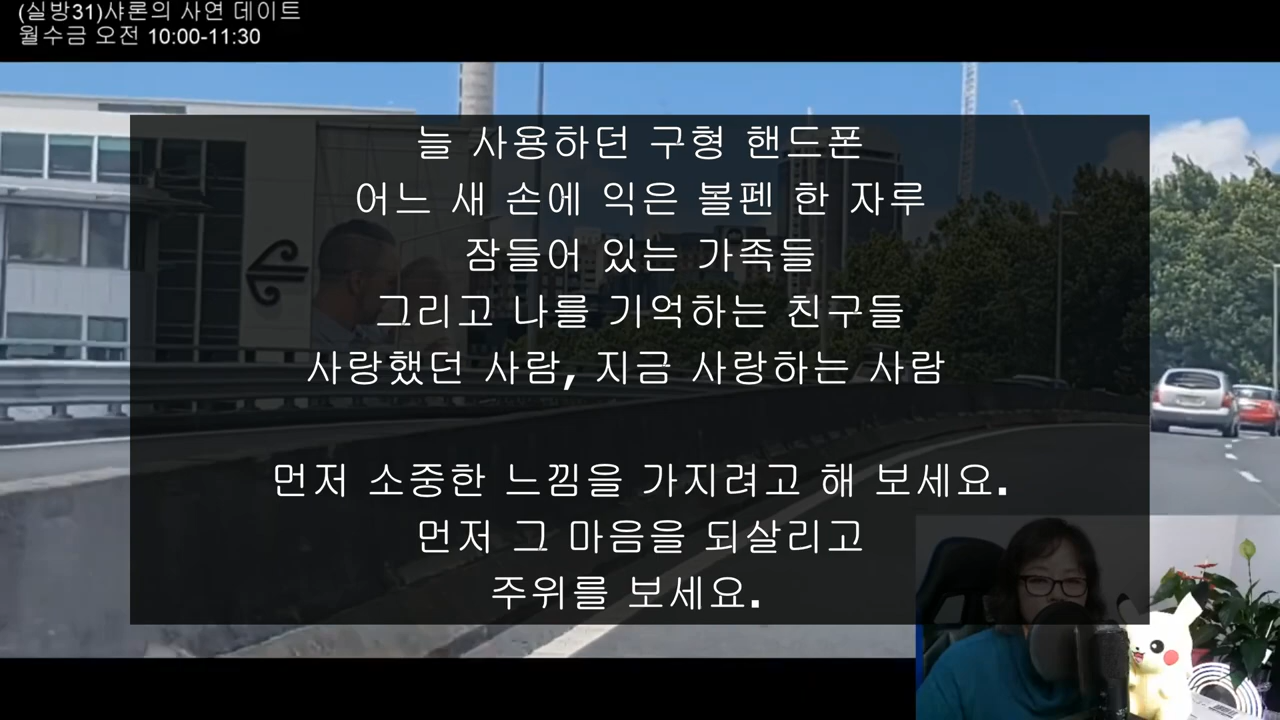 (실방31)샤론의 사연 데이트
월수금 오전 10:00-11:30
늘 사용하던 구형 핸드폰
어느 새 손에 익은 볼펜 한 자루
잠들어 있는 가족들
그리고 나를 기억하는 친구들
사랑했던 사람, 지금 사랑하는 사람
먼저 소중한 느낌을 가지려고 해 보세요.
먼저 그 마음을 되살리고
주위를 보세요.